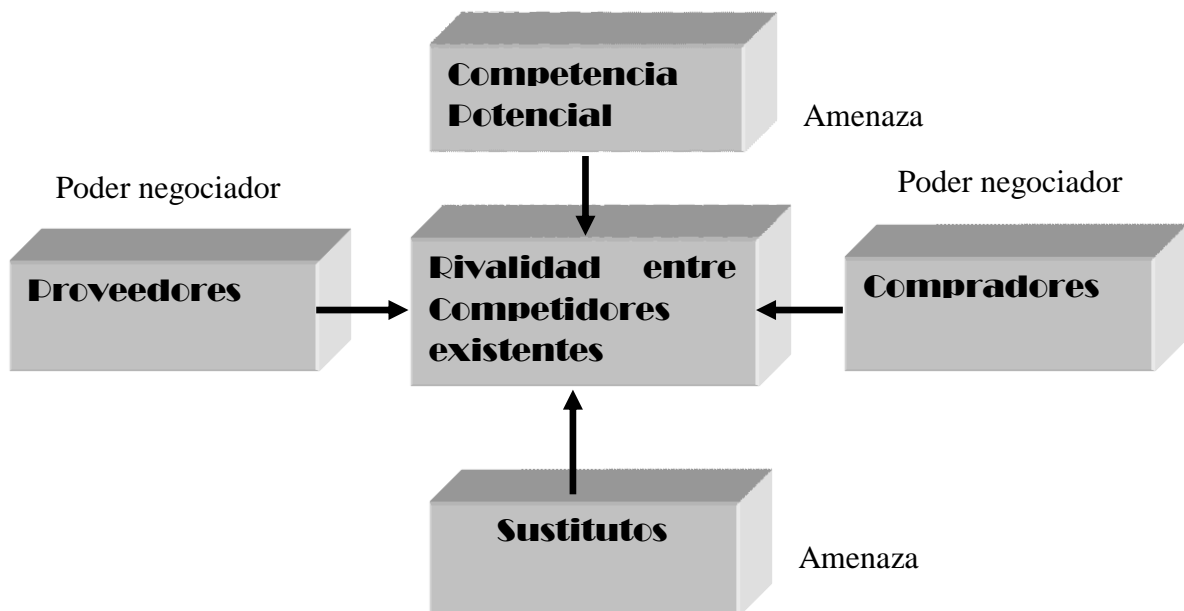 Competencia
Potencial
Amenaza
Poder negociador
Poder negociador
Proveedores
Rivalidad entre
Competidores
existentes
Compradores
Sustitutos
Amenaza